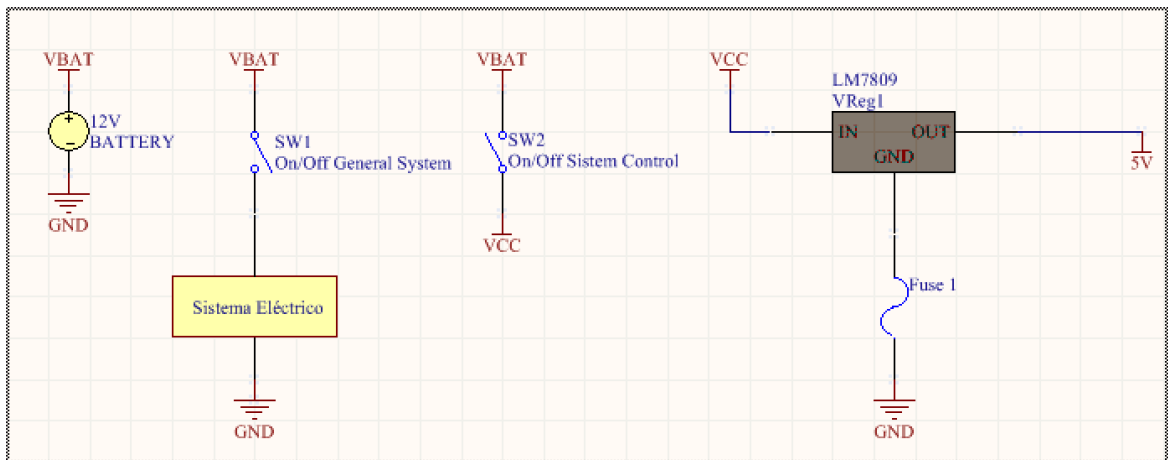 VBAT
12V
BATTERY
GND
VBAT
SW1
On/Off General System
Sistema Eléctrico
GND
VBAT
SW2
On/Off Sistem Control
VCC
VCC
LM7809
VReg1
IN OUT
GND
5V
Fuse 1
GND